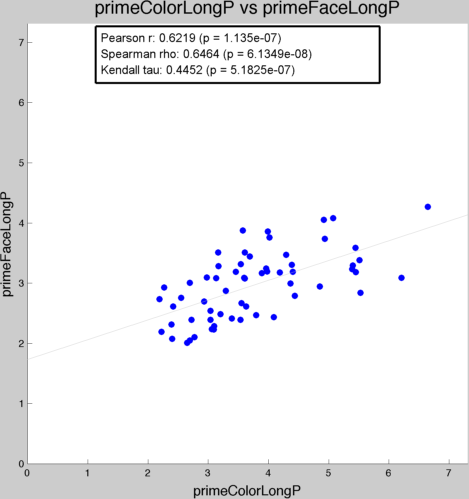 primeColorLongP vs primeFaceLongP
Pearson r: 0.6219 (p = 1.135e-07)
Spearman rho: 0.6464 (p = 6.1349e-08)
Kendall tau: 0.4452 (p = 5.1825e-07)
primeFaceLongP
7
6
5
4
3
2
1
0
0
1
2
3
4
5
6
7
primeColorLongP